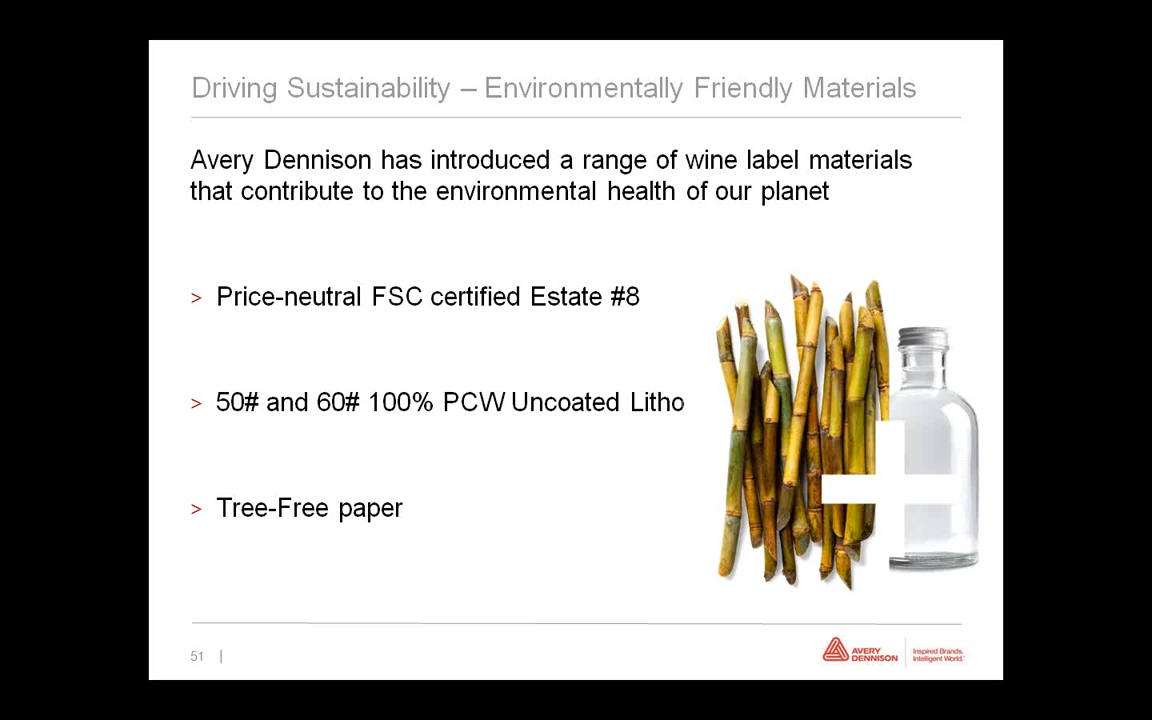 Driving Sustainability – Environmentally Friendly Materials
Avery Dennison has introduced a range of wine label materials
that contribute to the environmental health of our planet
> Price-neutral FSC certified Estate #8
> 50# and 60# 100% PCW Uncoated Litho
> Tree-Free paper
51 |
AVERY
DENNISON
Inspired Brands.
Intelligent World.™